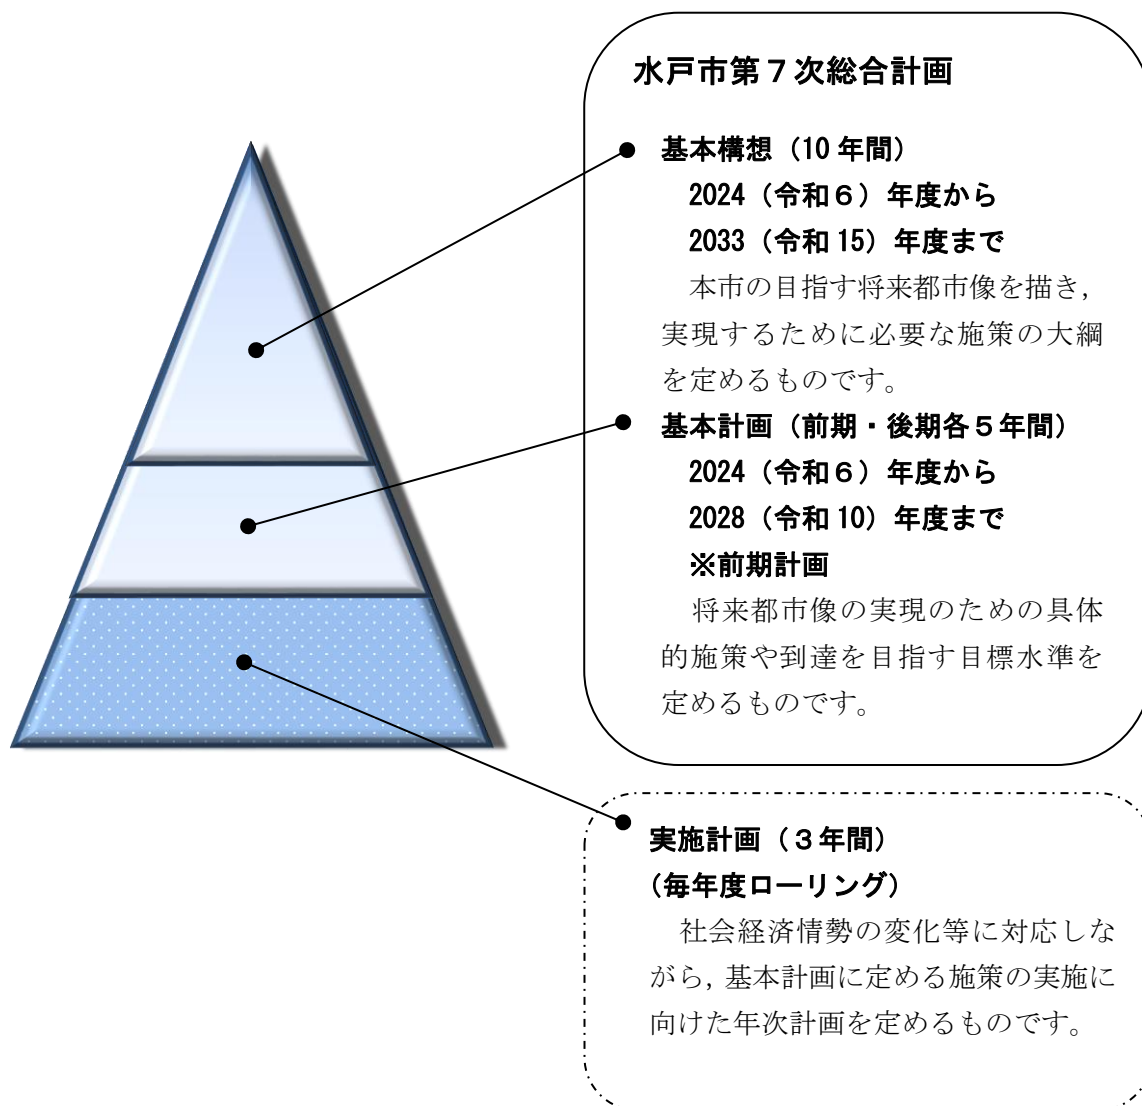 水戸市第７次総合計画
基本構想（10 年間）
2024（令和６）年度から
2033（令和 15）年度まで
本市の目指す将来都市像を描き，
実現するために必要な施策の大綱
を定めるものです。
基本計画（前期・後期各５年間）
2024（令和６）年度から
2028（令和 10）年度まで
※前期計画
将来都市像の実現のための具体
的施策や到達を目指す目標水準を
定めるものです。
実施計画（３年間）
（毎年度ローリング）
社会経済情勢の変化等に対応しな
がら，基本計画に定める施策の実施に
向けた年次計画を定めるものです。